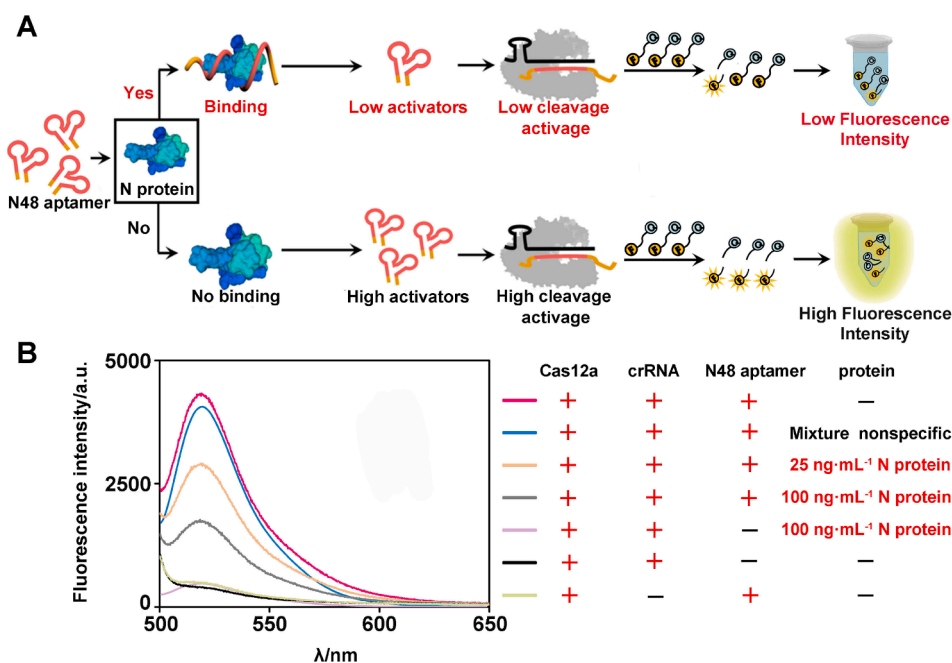 A
Yes
Binding
Low activators
Low cleavage
activage
Low Fluorescence
Intensity
N48 aptamer
N protein
No
No binding
High activators
High cleavage
activage
High Fluorescence
Intensity
B
Fluorescence intensity/a.u.
5000
2500
0
500
550
600
650
λ/nm
Cas12a crRNA N48 aptamer protein
+ + + −
+ + + Mixture nonspecific
+ + + 25 ng·mL⁻¹ N protein
+ + + 100 ng·mL⁻¹ N protein
+ + − 100 ng·mL⁻¹ N protein
+ + − −
+ − + −